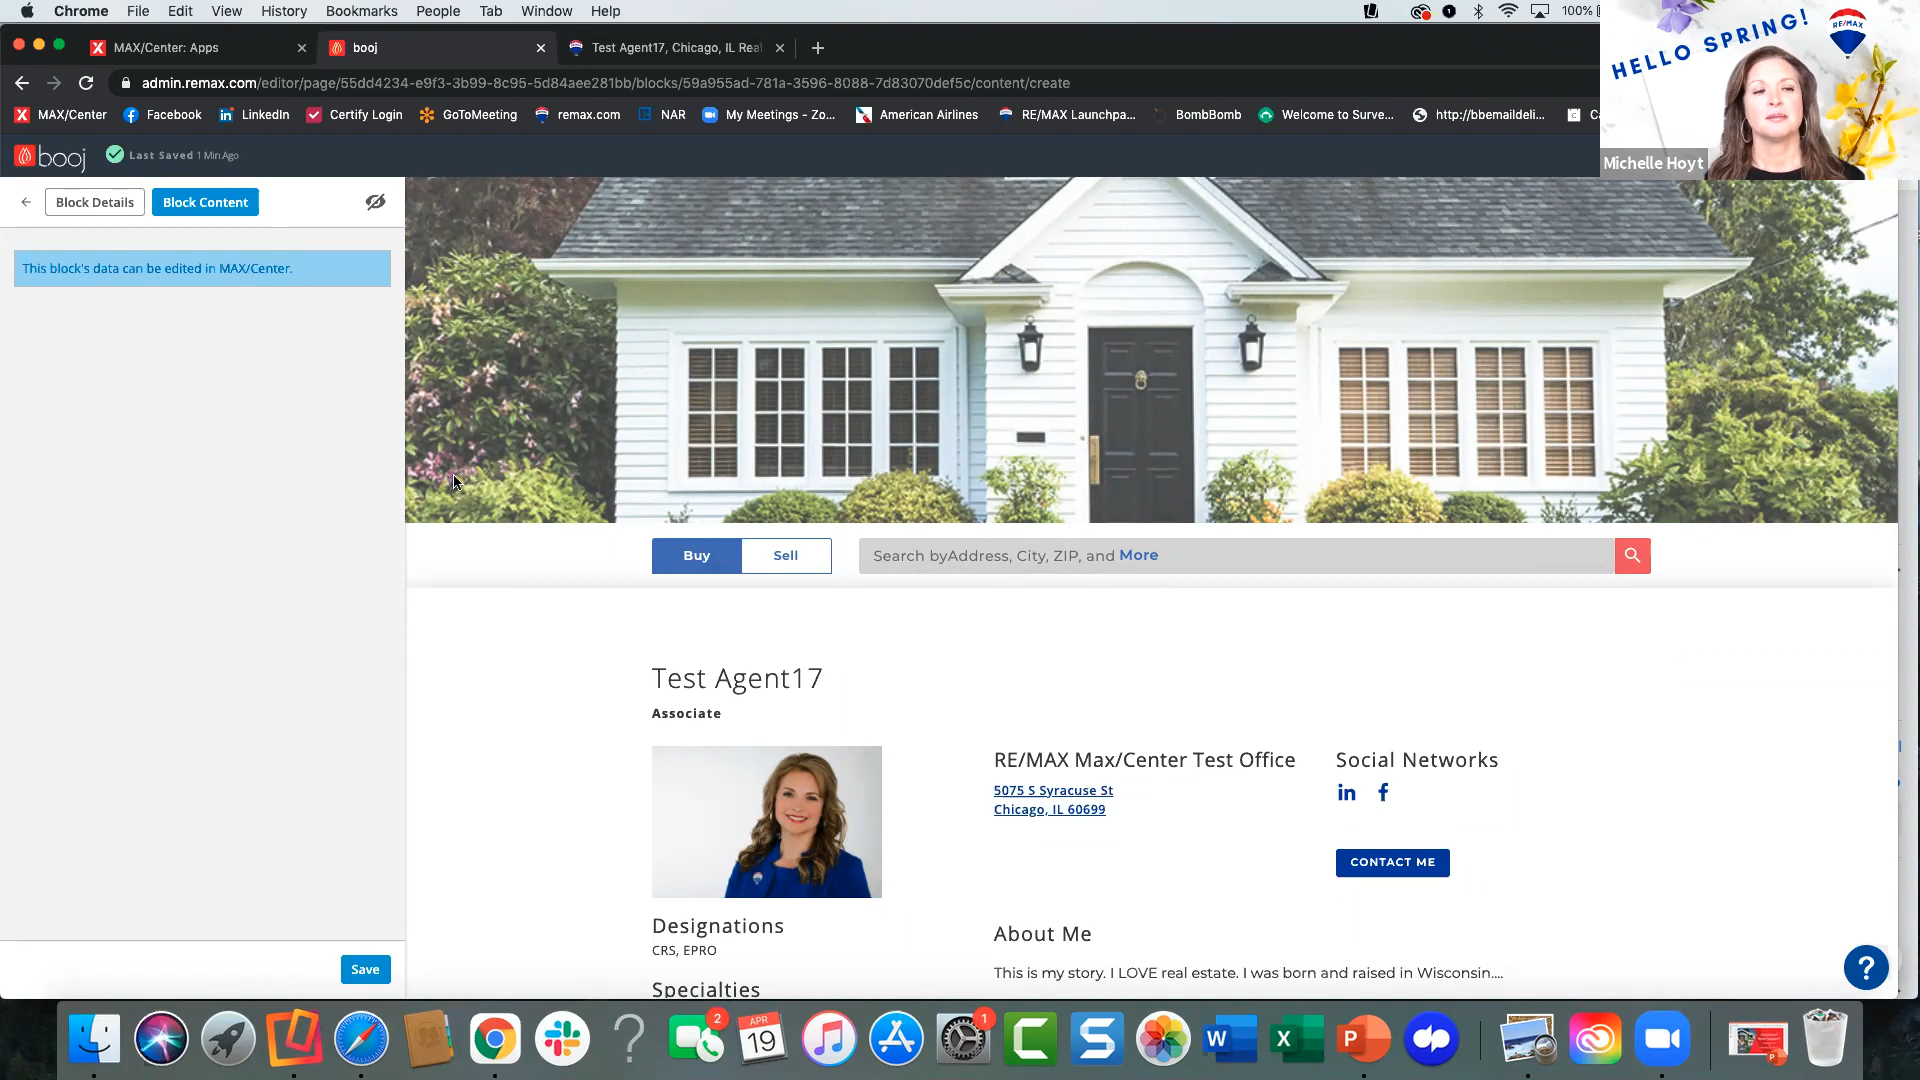 Chrome File Edit View History Bookmarks People Tab Window Help
1
100%
MAX/Center: Apps
booj
Test Agent17, Chicago, IL Rea
admin.remax.com/editor/page/55dd4234-e9f3-3b99-8c95-5d84aee281bb/blocks/59a955ad-781a-3596-8088-7d83070def5c/content/create
MAX/Center Facebook LinkedIn Certify Login GoToMeeting remax.com NAR My Meetings - Zo... American Airlines RE/MAX Launchpa... BombBomb Welcome to Surve... http://bbemaildeli...
HELLO SPRING!
RE/MAX
Michelle Hoyt
booj
Last Saved 1 Min Ago
Block Details
Block Content
This block's data can be edited in MAX/Center.
Save
Buy
Sell
Search byAddress, City, ZIP, and More
Test Agent17
Associate
RE/MAX Max/Center Test Office
5075 S Syracuse St
Chicago, IL 60699
Social Networks
in f
CONTACT ME
Designations
CRS, EPRO
Specialties
About Me
This is my story. I LOVE real estate. I was born and raised in Wisconsin....
?
2
APR
19
1
C
S
W
X
P